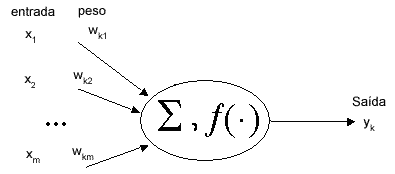 entrada peso
x1 wk1
x2 wk2
...
xm wkm
Σ , f(·)
Saída
yk